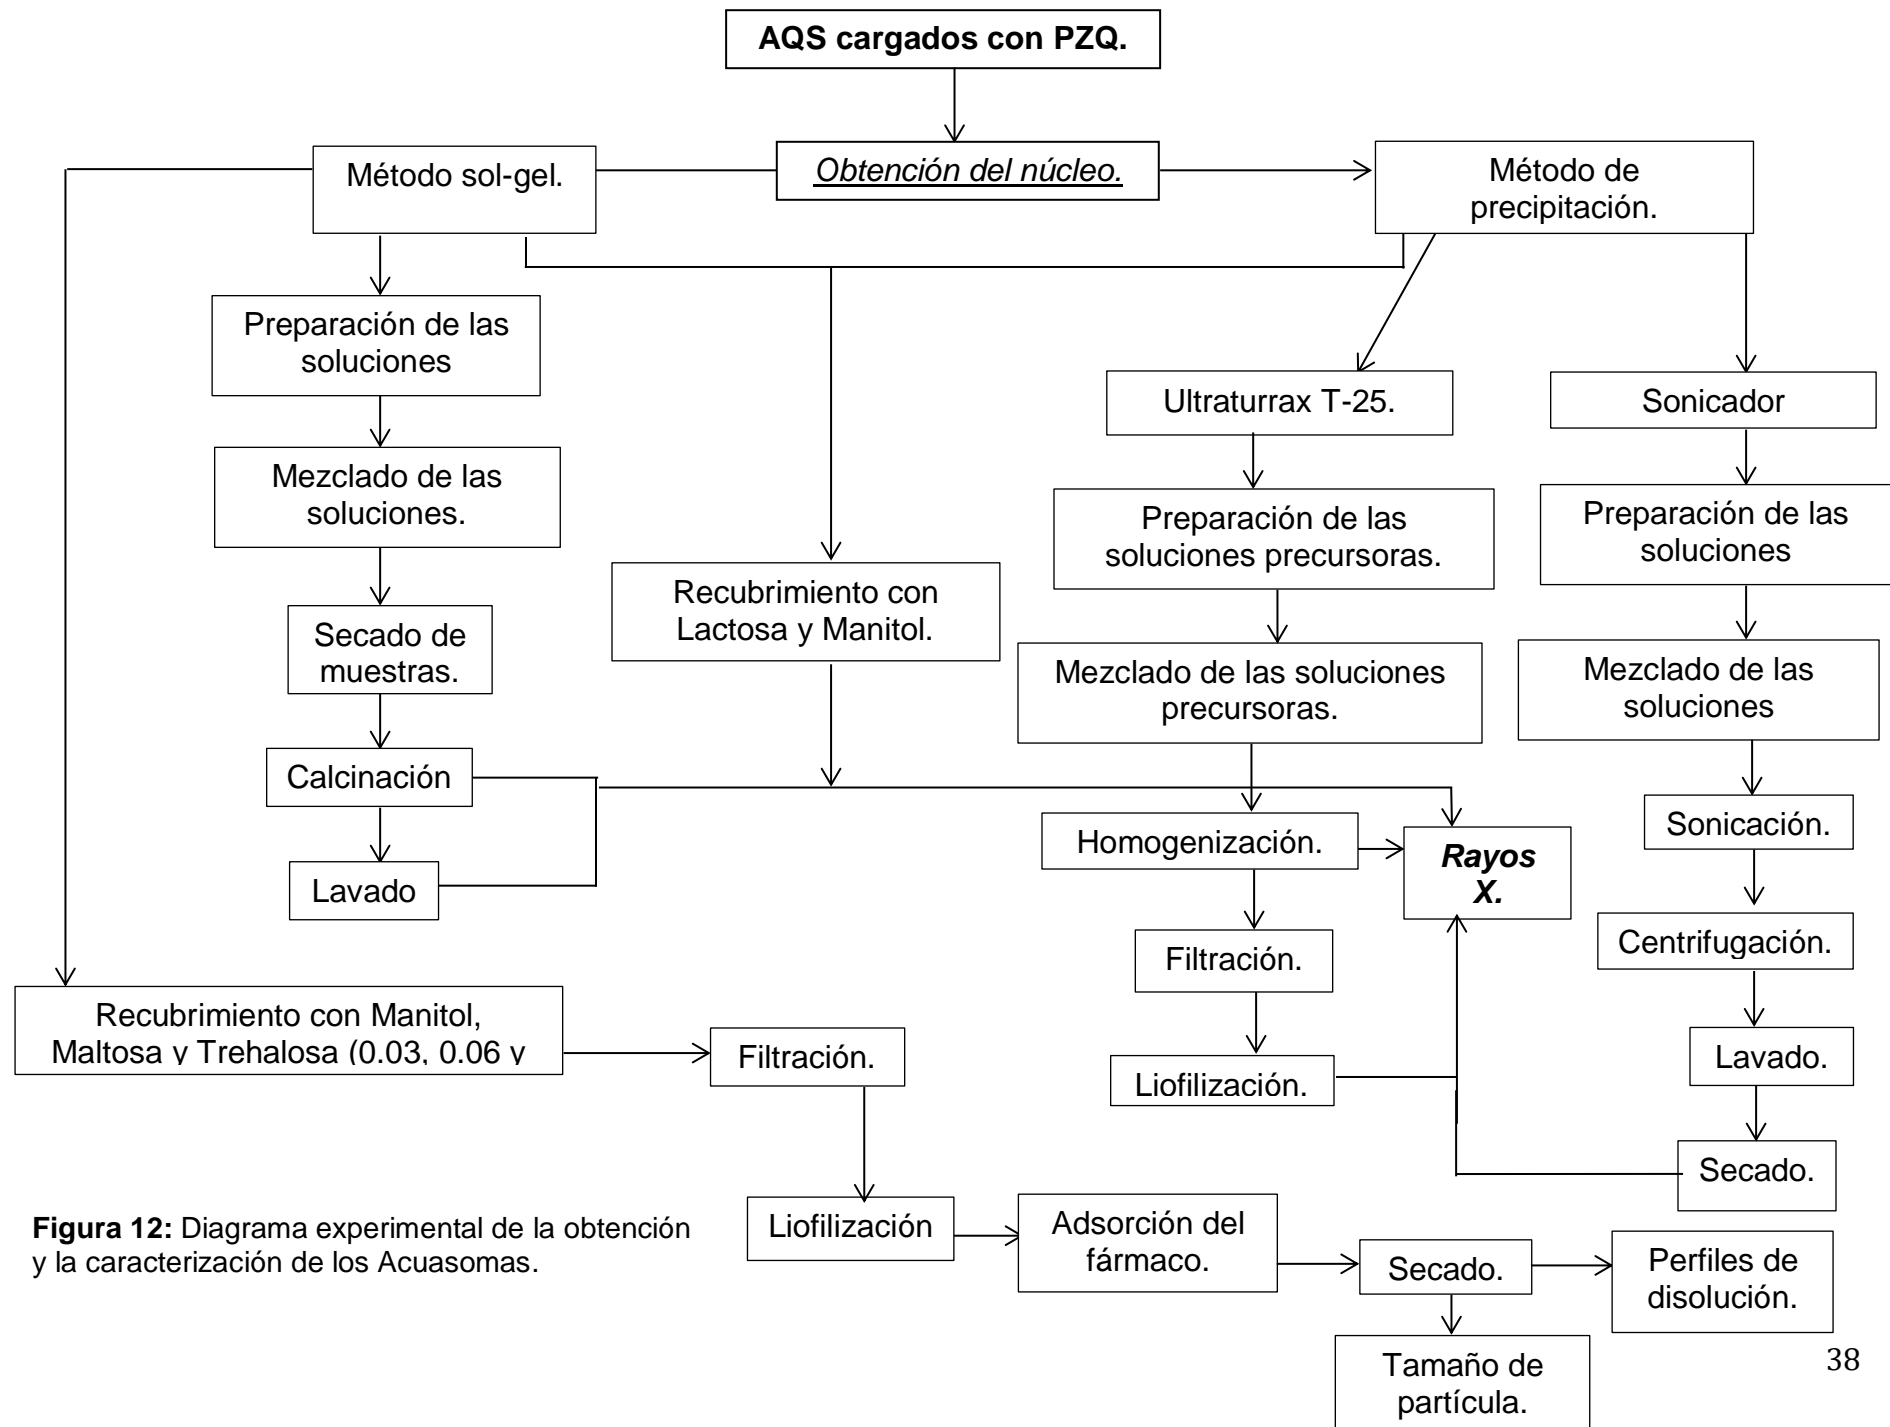 AQS cargados con PZQ.
Obtención del núcleo.
Método sol-gel.
Método de
precipitación.
Preparación de las
soluciones
Mezclado de las
soluciones.
Secado de
muestras.
Calcinación
Lavado
Recubrimiento con
Lactosa y Manitol.
Ultraturrax T-25.
Preparación de las
soluciones precursoras.
Mezclado de las soluciones
precursoras.
Homogenización.
Filtración.
Liofilización.
Rayos
X.
Sonicador
Preparación de las
soluciones
Mezclado de las
soluciones
Sonicación.
Centrifugación.
Lavado.
Secado.
Recubrimiento con Manitol,
Maltosa y Trehalosa (0.03, 0.06 y
Filtración.
Liofilización
Adsorción del
fármaco.
Secado.
Perfiles de
disolución.
Tamaño de
partícula.
Figura 12: Diagrama experimental de la obtención
y la caracterización de los Acuasomas.
38